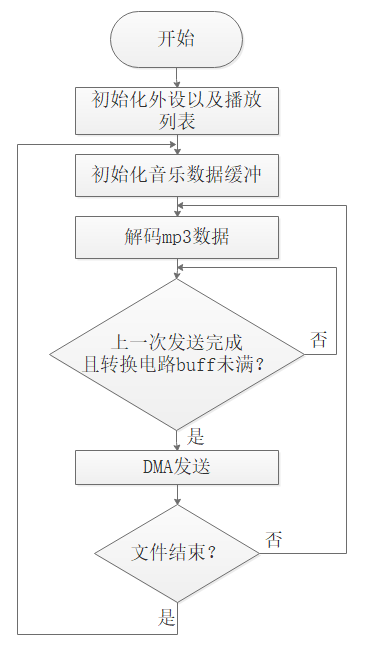 开始
初始化外设以及播放
列表
初始化音乐数据缓冲
解码mp3数据
上一次发送完成
且转换电路buff未满？
否
是
DMA发送
文件结束？
否
是